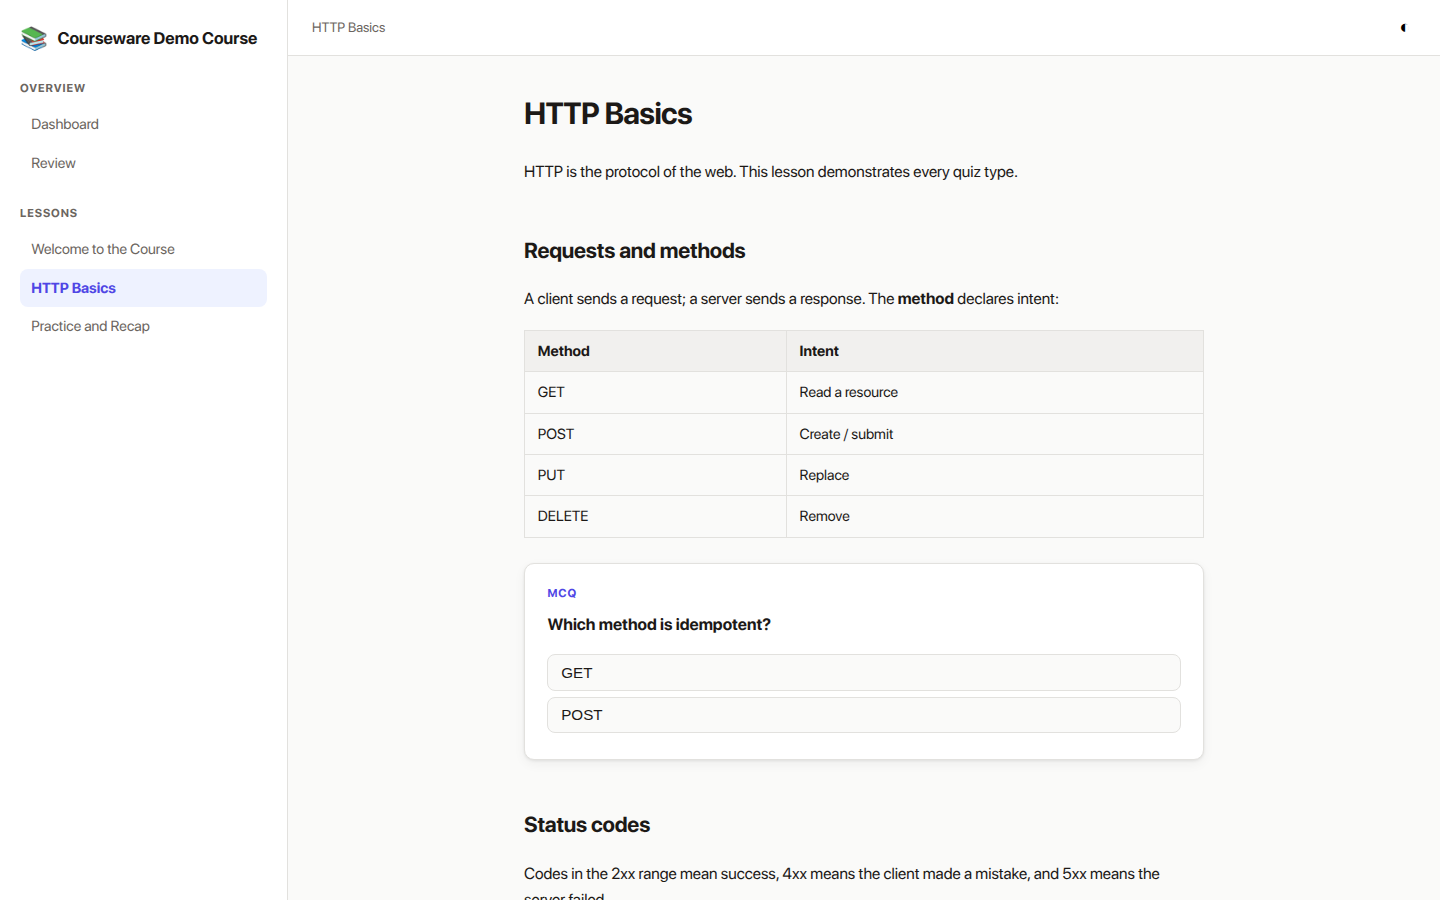 Courseware Demo Course
OVERVIEW
Dashboard
Review
LESSONS
Welcome to the Course
HTTP Basics
Practice and Recap
HTTP Basics
HTTP Basics
HTTP is the protocol of the web. This lesson demonstrates every quiz type.
Requests and methods
A client sends a request; a server sends a response. The method declares intent:
Method Intent
GET Read a resource
POST Create / submit
PUT Replace
DELETE Remove
MCQ
Which method is idempotent?
GET
POST
Status codes
Codes in the 2xx range mean success, 4xx means the client made a mistake, and 5xx means the
server failed